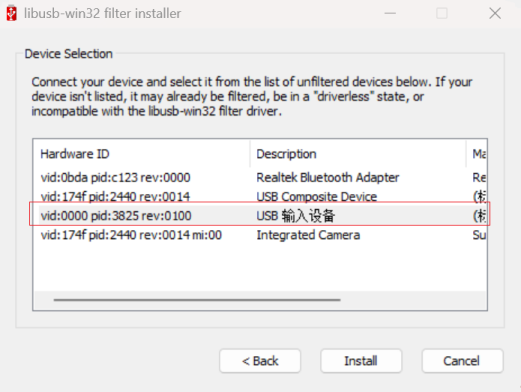 libusb-win32 filter installer
Device Selection
Connect your device and select it from the list of unfiltered devices below. If your
device isn't listed, it may already be filtered, be in a "driverless" state, or
incompatible with the libusb-win32 filter driver.
Hardware ID Description Ma
vid:0bda pid:c123 rev:0000 Realtek Bluetooth Adapter Re
vid:174f pid:2440 rev:0014 USB Composite Device (标
vid:0000 pid:3825 rev:0100 USB 输入设备 (标
vid:174f pid:2440 rev:0014 mi:00 Integrated Camera Su
< Back Install Cancel